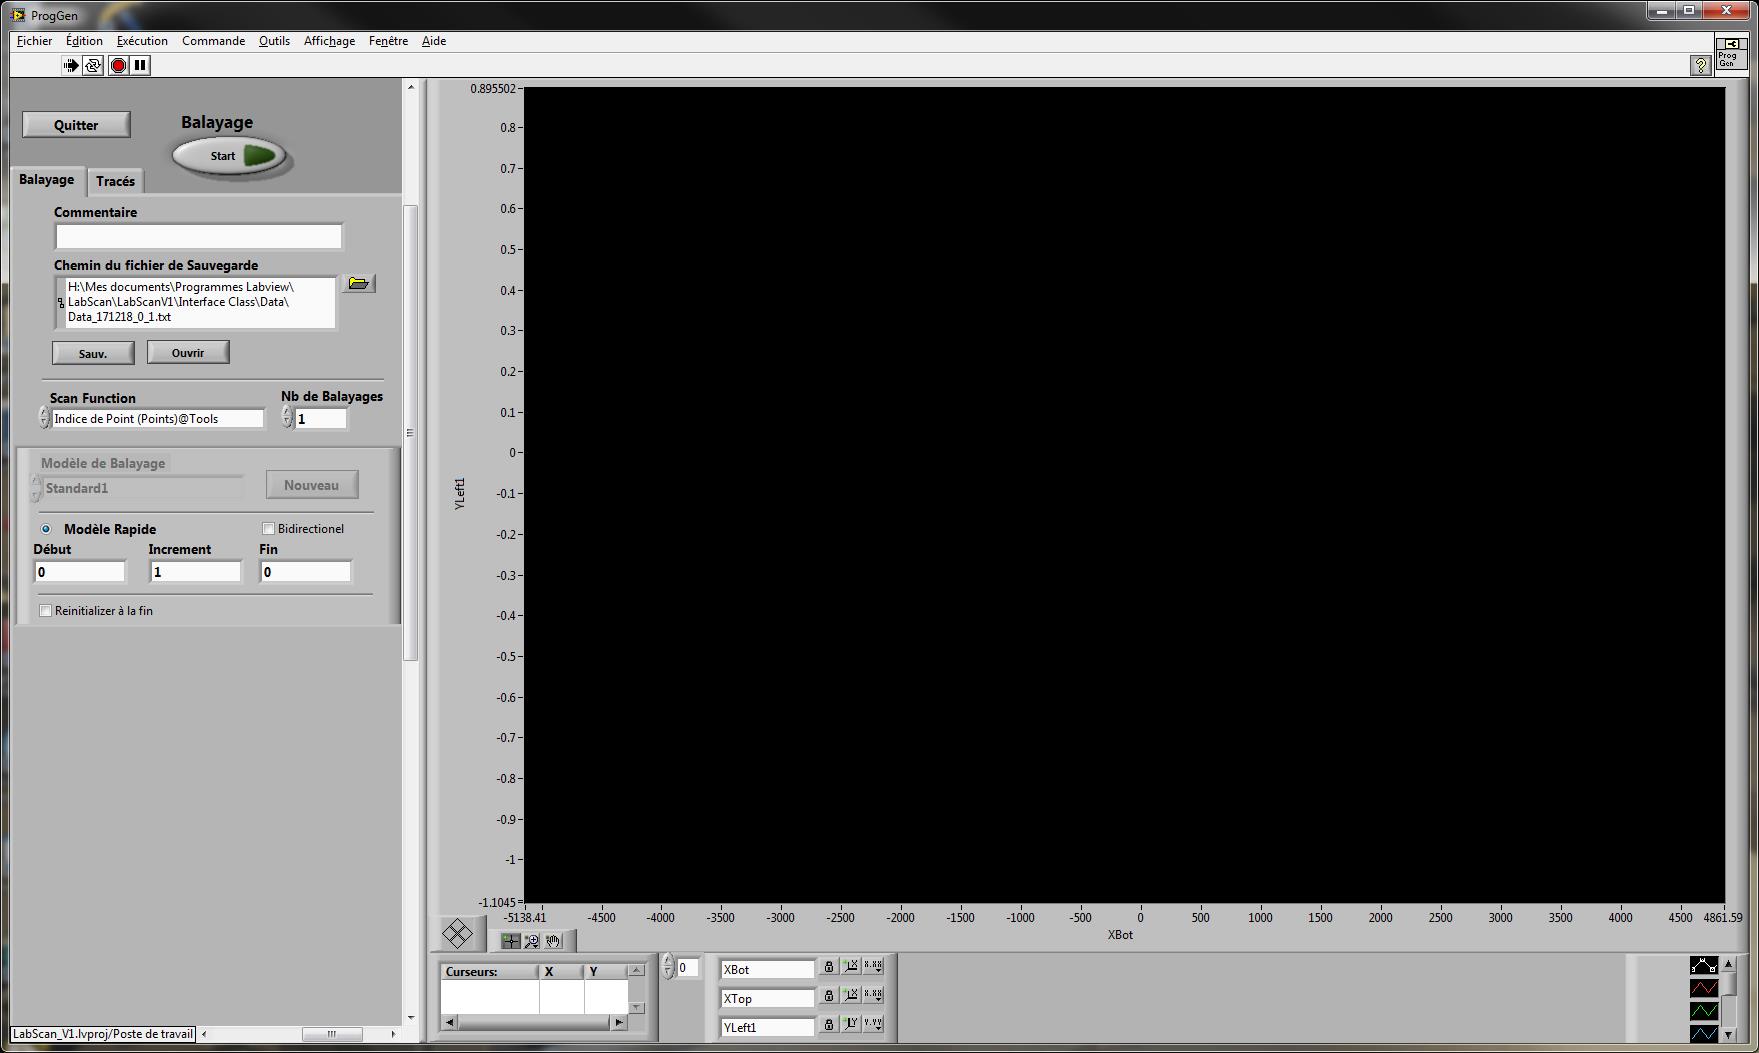 ProgGen
Fichier Édition Exécution Commande Outils Affichage Fenêtre Aide
Prog
Gen
Quitter
Balayage
Start
Balayage Tracés
Commentaire
Chemin du fichier de Sauvegarde
H:\Mes documents\Programmes Labview\
LabScan\LabScanV1\Interface Class\Data\
Data_171218_0_1.txt
Sauv. Ouvrir
Scan Function Nb de Balayages
Indice de Point (Points)@Tools 1
Modèle de Balayage
Standard1 Nouveau
Modèle Rapide Bidirectionel
Début Increment Fin
0 1 0
Reinitializer à la fin
LabScan_V1.lvproj/Poste de travail
0.895502
0.8
0.7
0.6
0.5
0.4
0.3
0.2
0.1
0
-0.1
-0.2
-0.3
-0.4
-0.5
-0.6
-0.7
-0.8
-0.9
-1
-1.1045
YLeft1
-5138.41 -4500 -4000 -3500 -3000 -2500 -2000 -1500 -1000 -500 0 500 1000 1500 2000 2500 3000 3500 4000 4500 4861.59
XBot
Curseurs: X Y
0
XBot
XTop
YLeft1